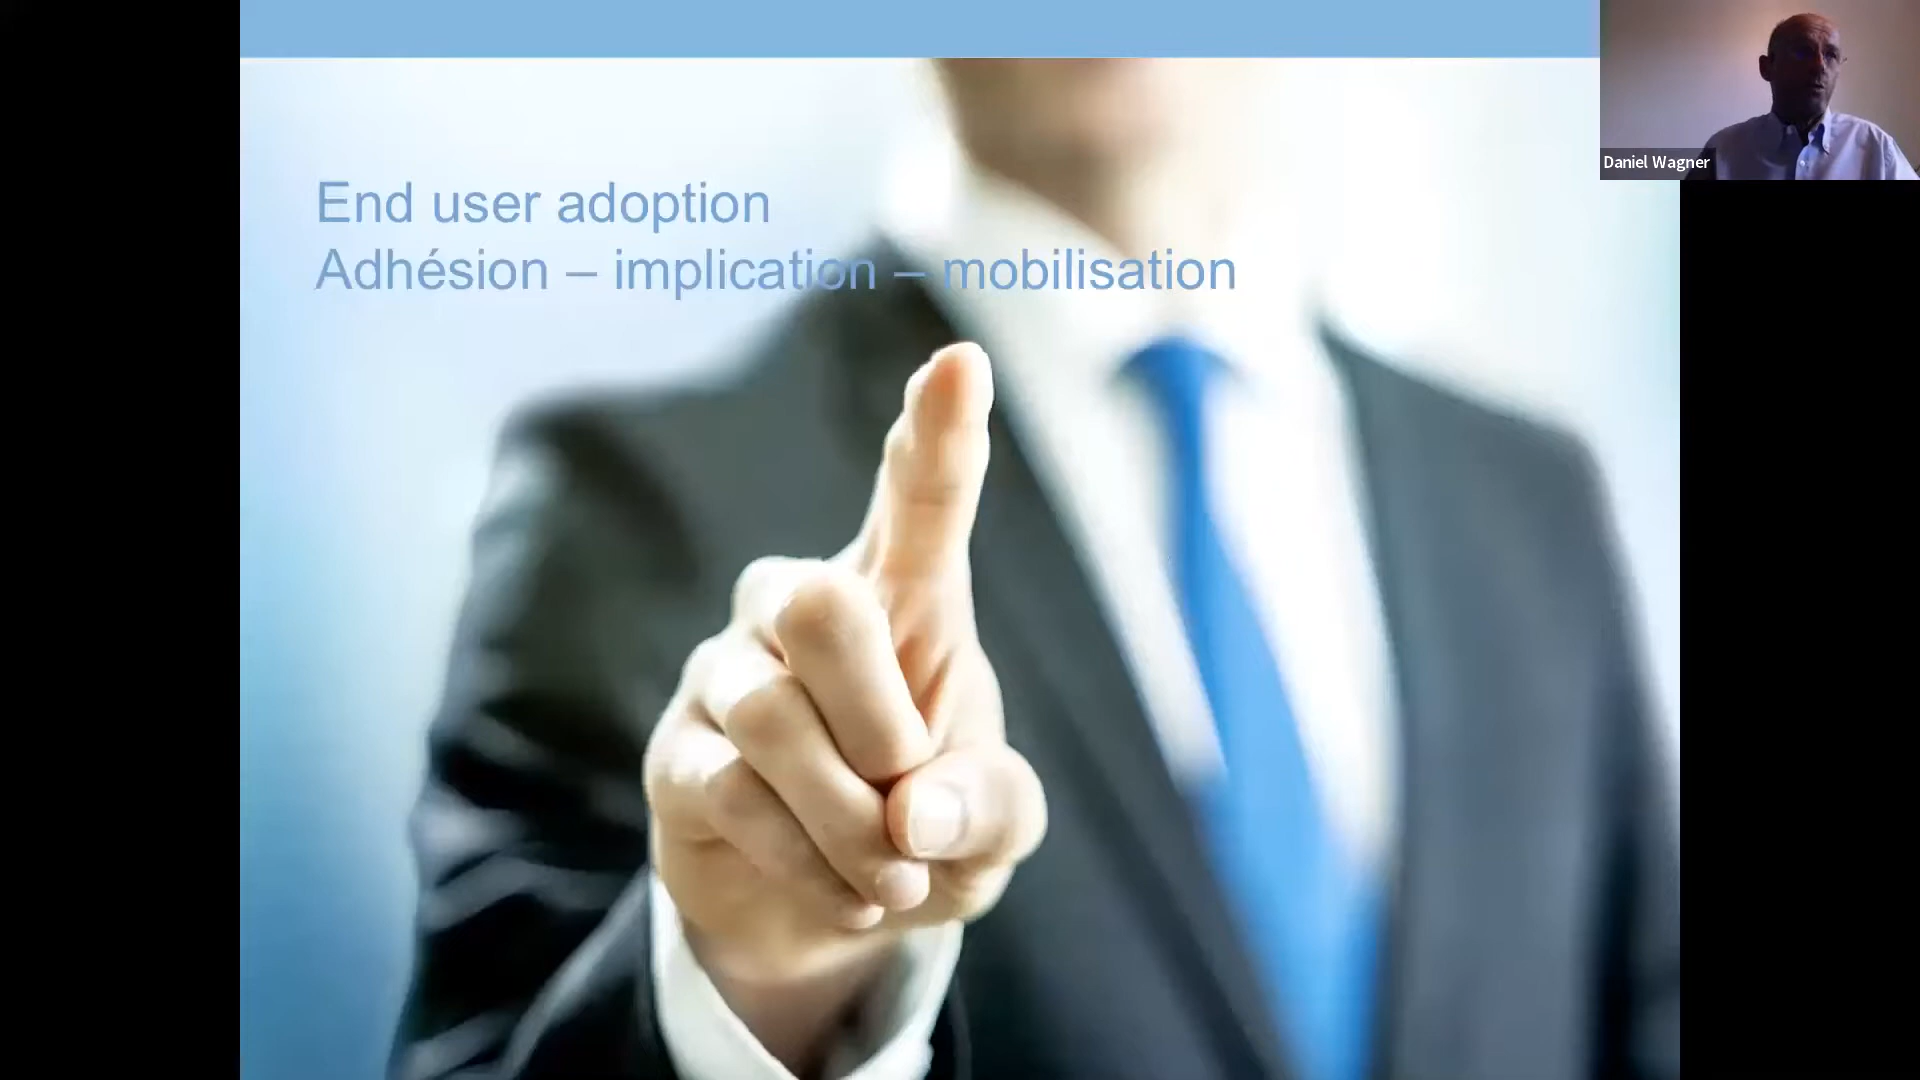 End user adoption
Adhésion – implication – mobilisation
Daniel Wagner